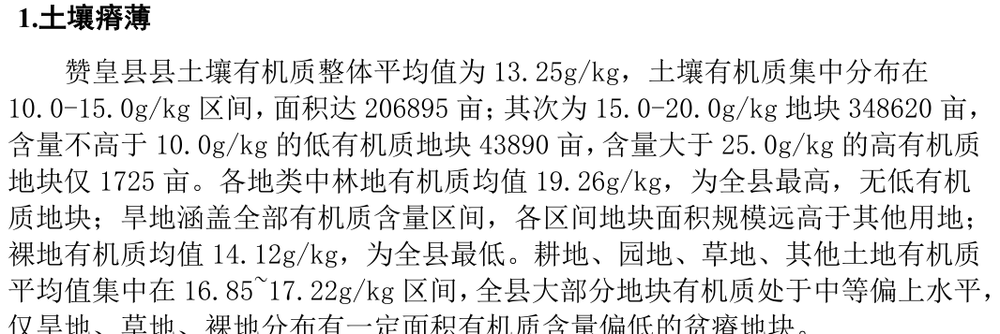 1.土壤瘠薄
赞皇县县土壤有机质整体平均值为 13.25g/kg，土壤有机质集中分布在
10.0-15.0g/kg 区间，面积达 206895 亩；其次为 15.0-20.0g/kg 地块 348620 亩，
含量不高于 10.0g/kg 的低有机质地块 43890 亩，含量大于 25.0g/kg 的高有机质
地块仅 1725 亩。各地类中林地有机质均值 19.26g/kg，为全县最高，无低有机
质地块；旱地涵盖全部有机质含量区间，各区间地块面积规模远高于其他用地；
裸地有机质均值 14.12g/kg，为全县最低。耕地、园地、草地、其他土地有机质
平均值集中在 16.85~17.22g/kg 区间，全县大部分地块有机质处于中等偏上水平，
仅旱地、草地、裸地分布有一定面积有机质含量偏低的贫瘠地块。